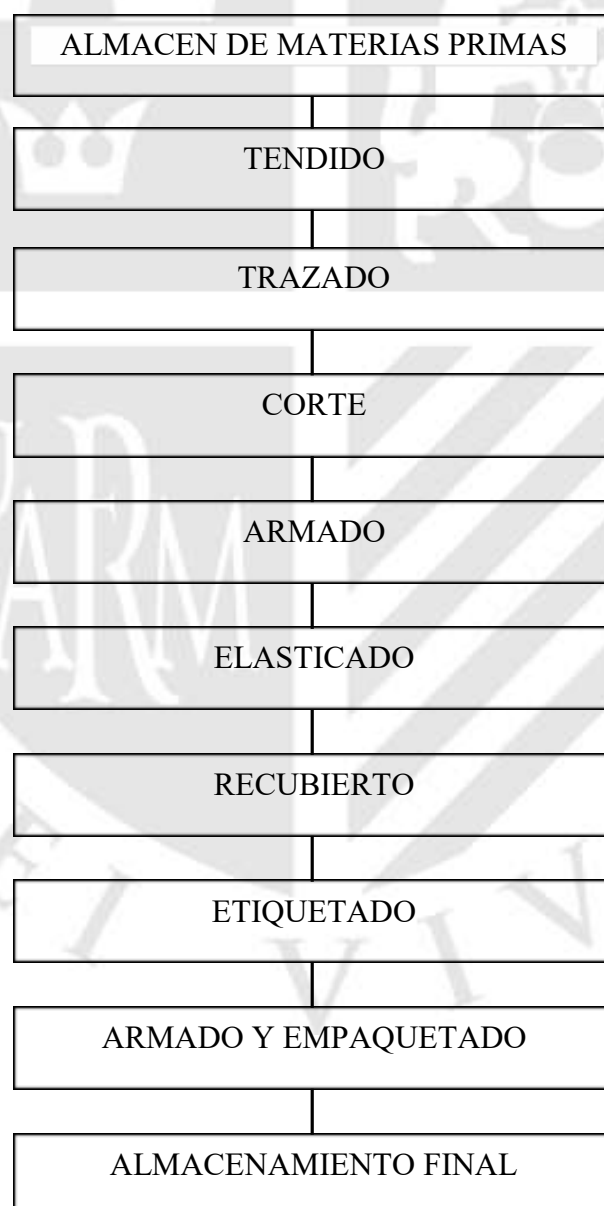 ALMACEN DE MATERIAS PRIMAS
TENDIDO
TRAZADO
CORTE
ARMADO
ELASTICADO
RECUBIERTO
ETIQUETADO
ARMADO Y EMPAQUETADO
ALMACENAMIENTO FINAL